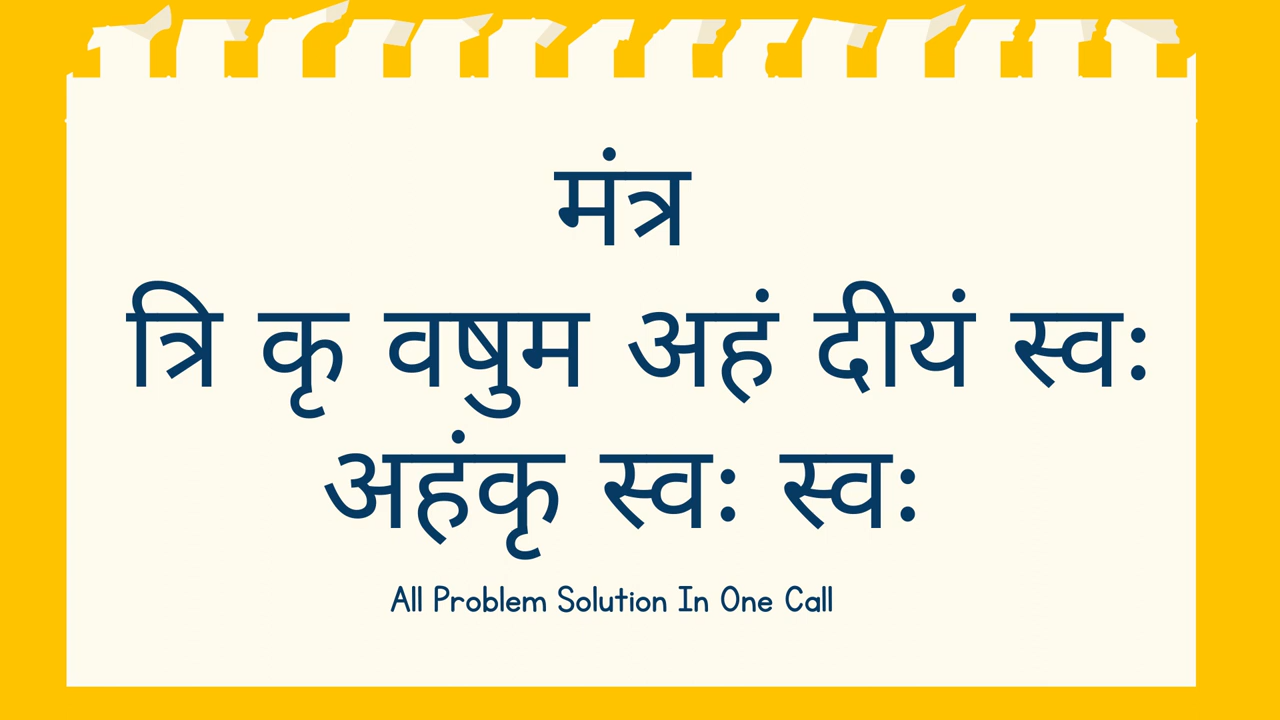 मंत्र
त्रि कृ वषुम अहं दीयं स्वः
अहंकृ स्वः स्वः
All Problem Solution In One Call